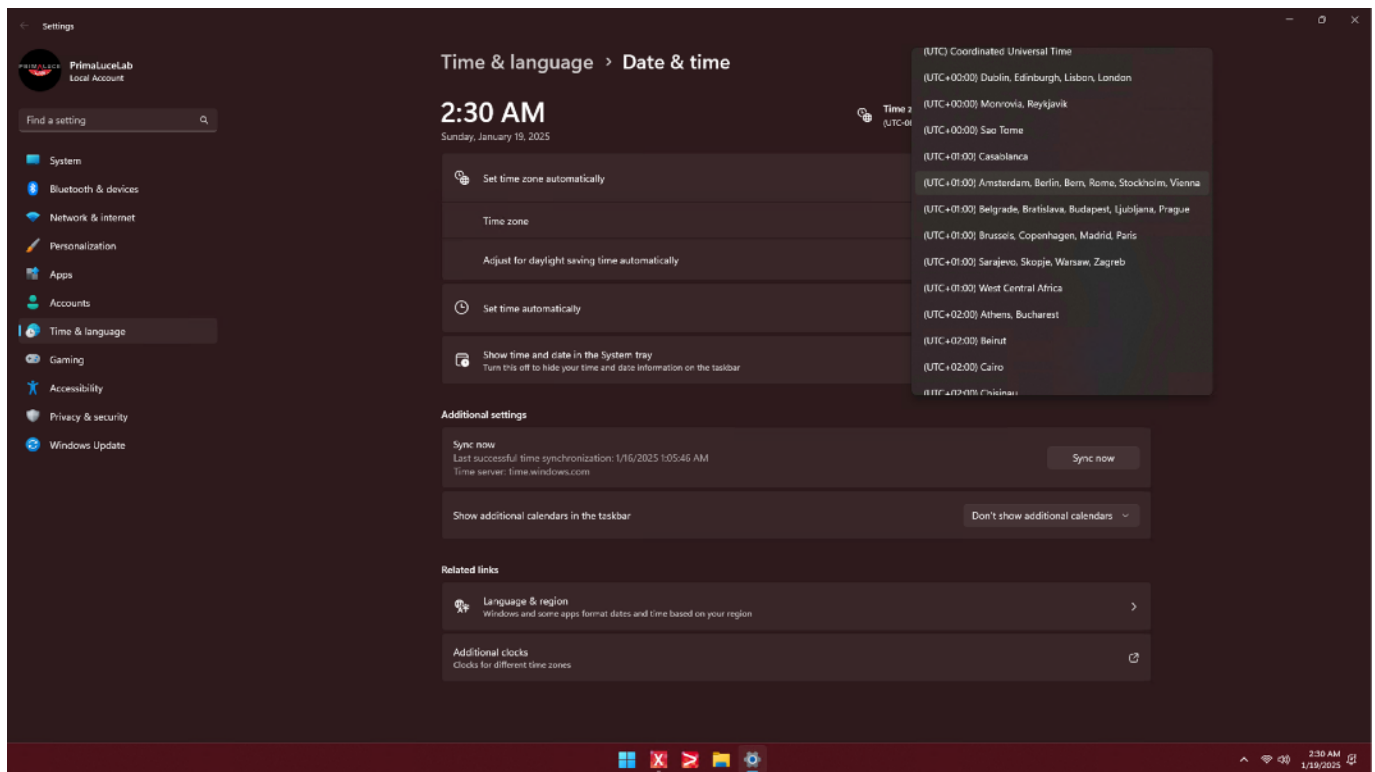 Settings
PRIMALUCE
PrimaLuceLab
Local Account
Find a setting
System
Bluetooth & devices
Network & internet
Personalization
Apps
Accounts
Time & language
Gaming
Accessibility
Privacy & security
Windows Update
Time & language > Date & time
2:30 AM
Sunday, January 19, 2025
Time z
(UTC-08
Set time zone automatically
Time zone
Adjust for daylight saving time automatically
Set time automatically
Show time and date in the System tray
Turn this off to hide your time and date information on the taskbar
(UTC) Coordinated Universal Time
(UTC+00:00) Dublin, Edinburgh, Lisbon, London
(UTC+00:00) Monrovia, Reykjavik
(UTC+00:00) Sao Tome
(UTC+01:00) Casablanca
(UTC+01:00) Amsterdam, Berlin, Bern, Rome, Stockholm, Vienna
(UTC+01:00) Belgrade, Bratislava, Budapest, Ljubljana, Prague
(UTC+01:00) Brussels, Copenhagen, Madrid, Paris
(UTC+01:00) Sarajevo, Skopje, Warsaw, Zagreb
(UTC+01:00) West Central Africa
(UTC+02:00) Athens, Bucharest
(UTC+02:00) Beirut
(UTC+02:00) Cairo
(UTC+02:00) Chisinau
Additional settings
Sync now
Last successful time synchronization: 1/16/2025 1:05:46 AM
Time server: time.windows.com
Sync now
Show additional calendars in the taskbar
Don't show additional calendars
Related links
Language & region
Windows and some apps format dates and time based on your region
Additional clocks
Clocks for different time zones
2:30 AM
1/19/2025